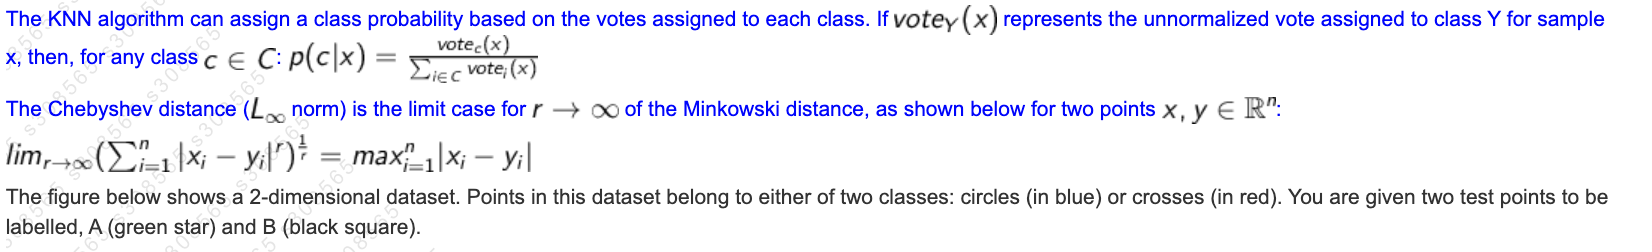 The KNN algorithm can assign a class probability based on the votes assigned to each class. If vote_Y(x) represents the unnormalized vote assigned to class Y for sample
x, then, for any class c ∈ C: p(c|x) = vote_c(x) / ∑_{i∈C} vote_i(x)
The Chebyshev distance (L_∞ norm) is the limit case for r → ∞ of the Minkowski distance, as shown below for two points x, y ∈ ℝ^n:
lim_{r→∞}(∑_{i=1}^n |x_i − y_i|^r)^{1/r} = max_{i=1}^n |x_i − y_i|
The figure below shows a 2-dimensional dataset. Points in this dataset belong to either of two classes: circles (in blue) or crosses (in red). You are given two test points to be
labelled, A (green star) and B (black square).